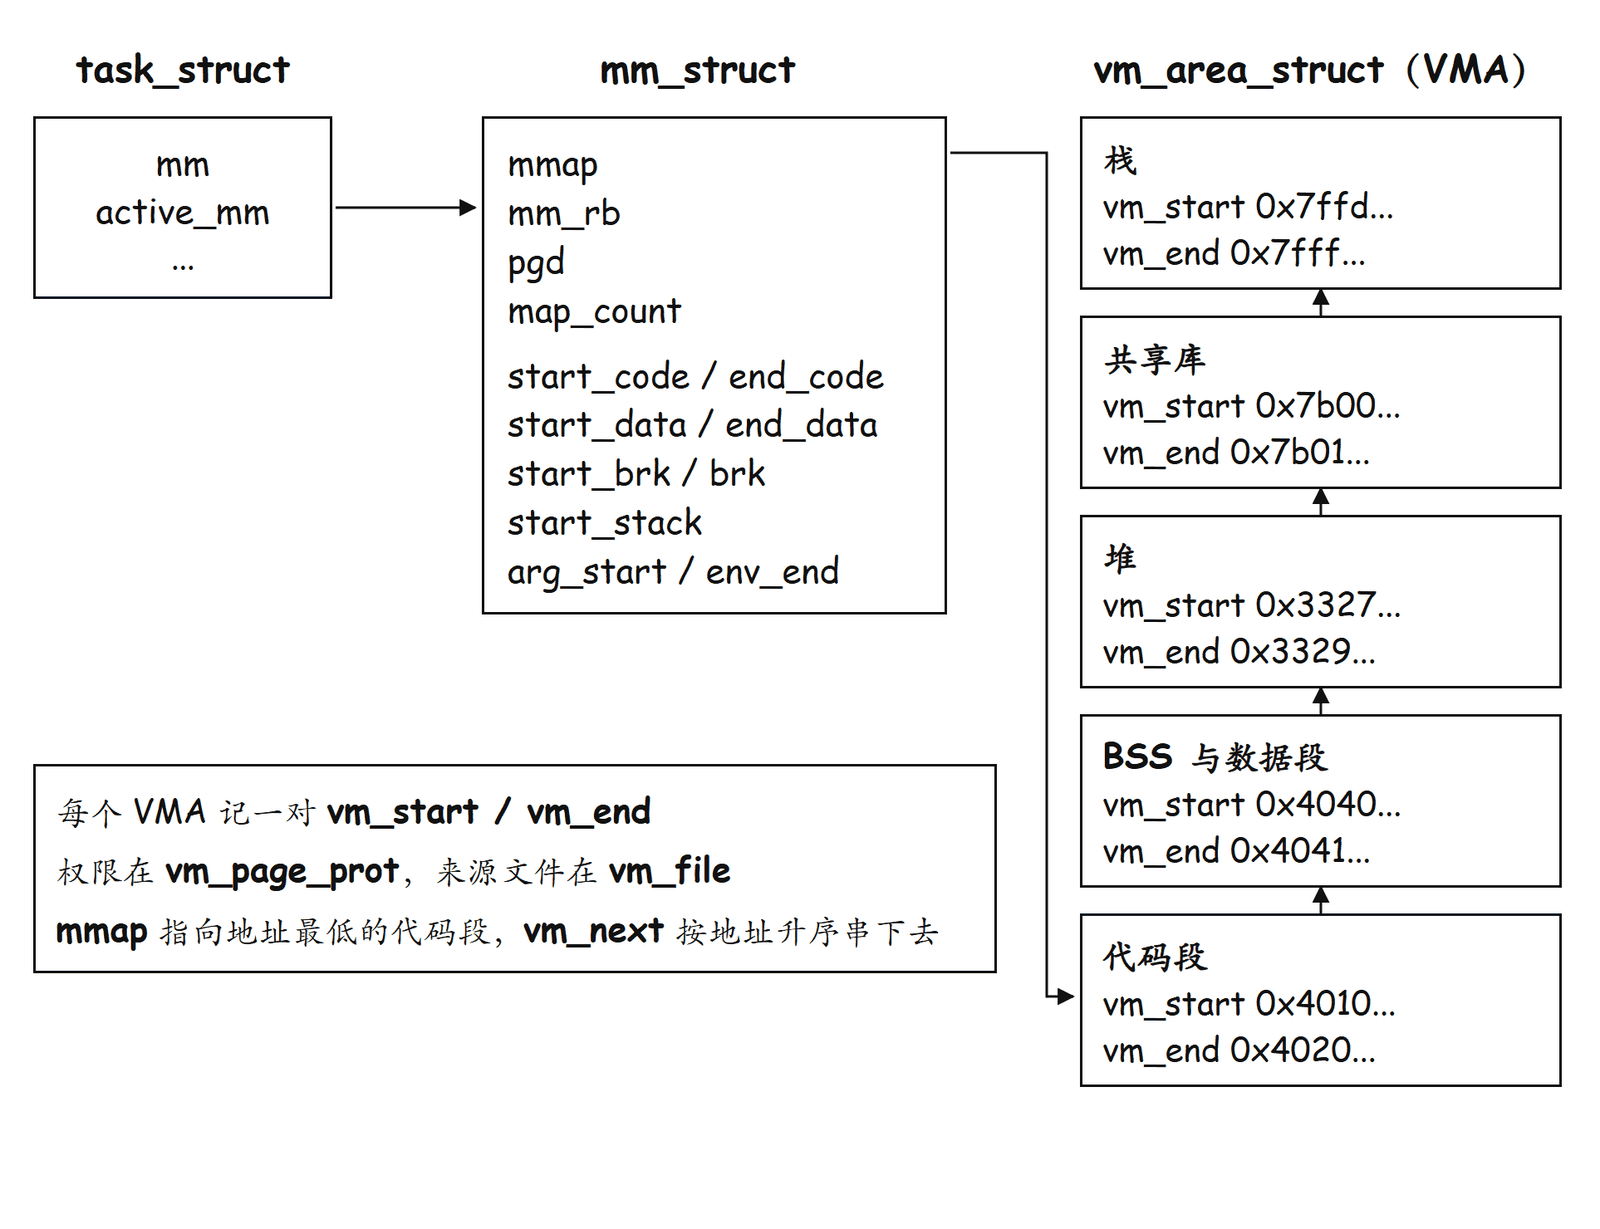 task_struct
mm
active_mm
...
mm_struct
mmap
mm_rb
pgd
map_count
start_code / end_code
start_data / end_data
start_brk / brk
start_stack
arg_start / env_end
vm_area_struct（VMA）
栈
vm_start 0x7ffd...
vm_end 0x7fff...
共享库
vm_start 0x7b00...
vm_end 0x7b01...
堆
vm_start 0x3327...
vm_end 0x3329...
BSS 与数据段
vm_start 0x4040...
vm_end 0x4041...
代码段
vm_start 0x4010...
vm_end 0x4020...
每个 VMA 记一对 vm_start / vm_end
权限在 vm_page_prot，来源文件在 vm_file
mmap 指向地址最低的代码段，vm_next 按地址升序串下去